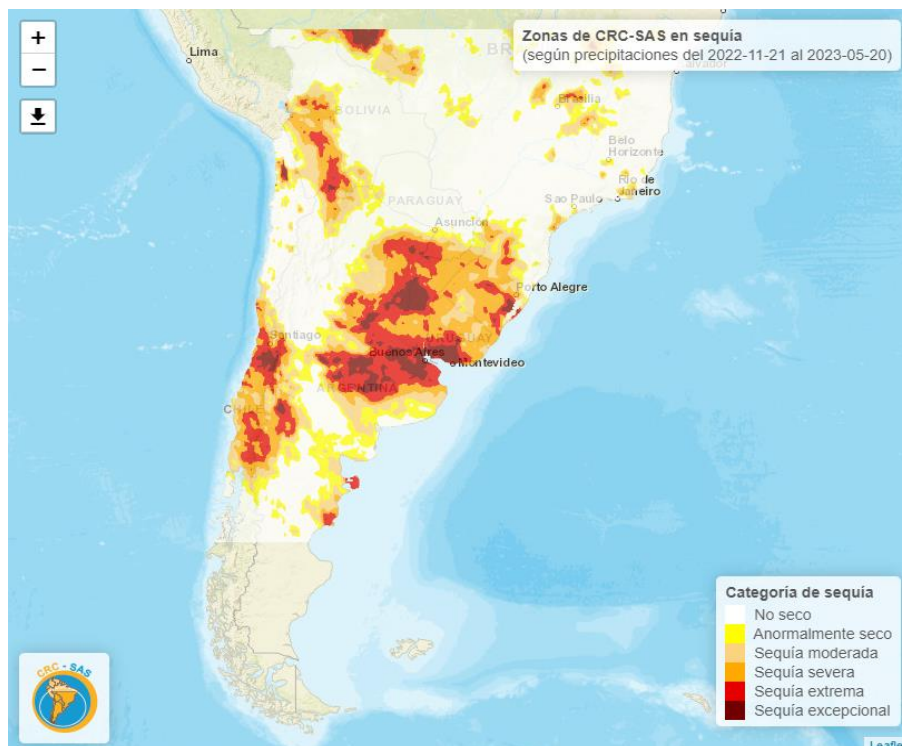 +
−
Zonas de CRC-SAS en sequía
(según precipitaciones del 2022-11-21 al 2023-05-20)
Lima
BOLIVIA
Brasilia
Belo
Horizonte
Rio de
Janeiro
Sao Paulo
PARAGUAY
Asunción
Porto Alegre
Santiago
URUGUAY
Buenos Aires
Montevideo
ARGENTINA
CHILE
Categoría de sequía
No seco
Anormalmente seco
Sequía moderada
Sequía severa
Sequía extrema
Sequía excepcional
CRC - SAS